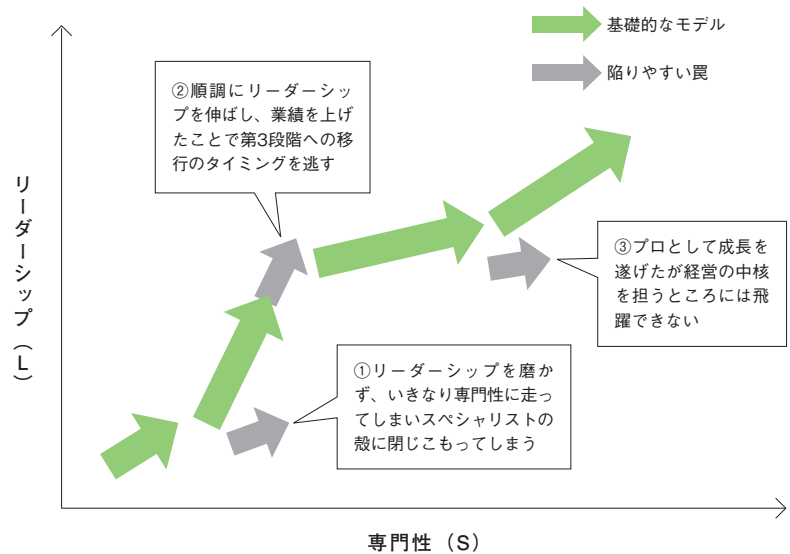 基礎的なモデル
陥りやすい罠
②順調にリーダーシッ
プを伸ばし、業績を上げ
たことで第3段階への移
行のタイミングを逃す
リーダーシップ（L）
③プロとして成長を
遂げたが経営の中核
を担うところには飛
躍できない
①リーダーシップを磨か
ず、いきなり専門性に走っ
てしまいスペシャリストの
殻に閉じこもってしまう
専門性（S）